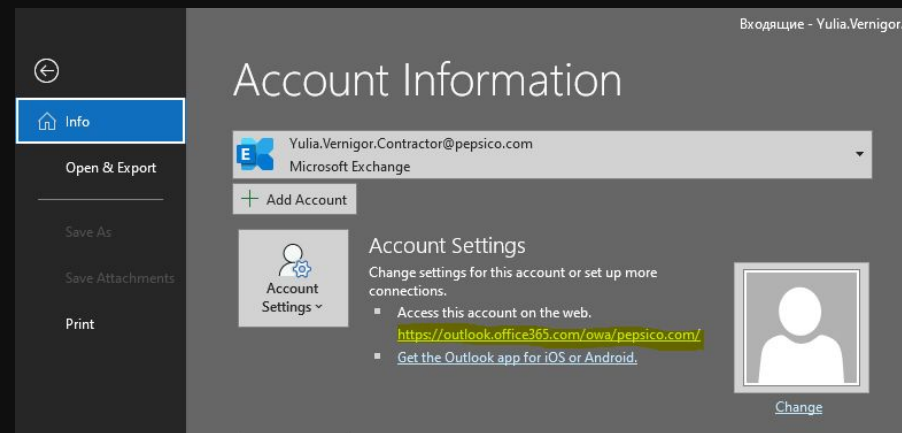 Входящие - Yulia.Vernigor.
Account Information
Info
Open & Export
Save As
Save Attachments
Print
Yulia.Vernigor.Contractor@pepsico.com
Microsoft Exchange
Add Account
Account
Settings
Account Settings
Change settings for this account or set up more
connections.
Access this account on the web.
https://outlook.office365.com/owa/pepsico.com/
Get the Outlook app for iOS or Android.
Change